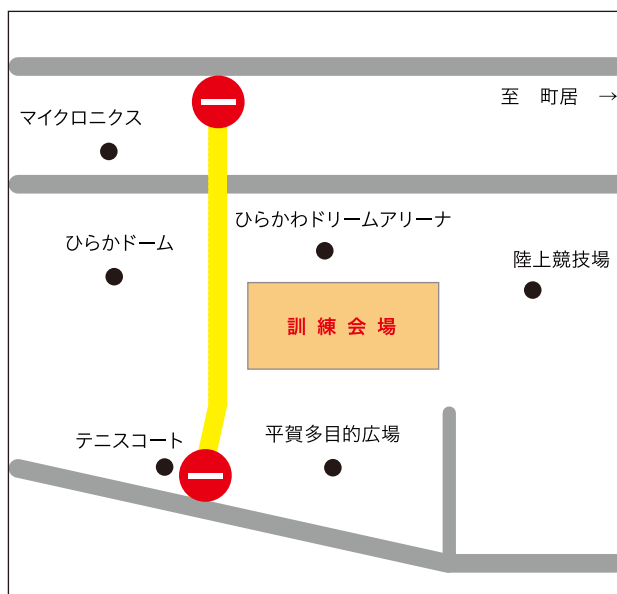 至　町居　→
マイクロニクス
ひらかわドリームアリーナ
ひらかドーム
陸上競技場
訓練会場
平賀多目的広場
テニスコート